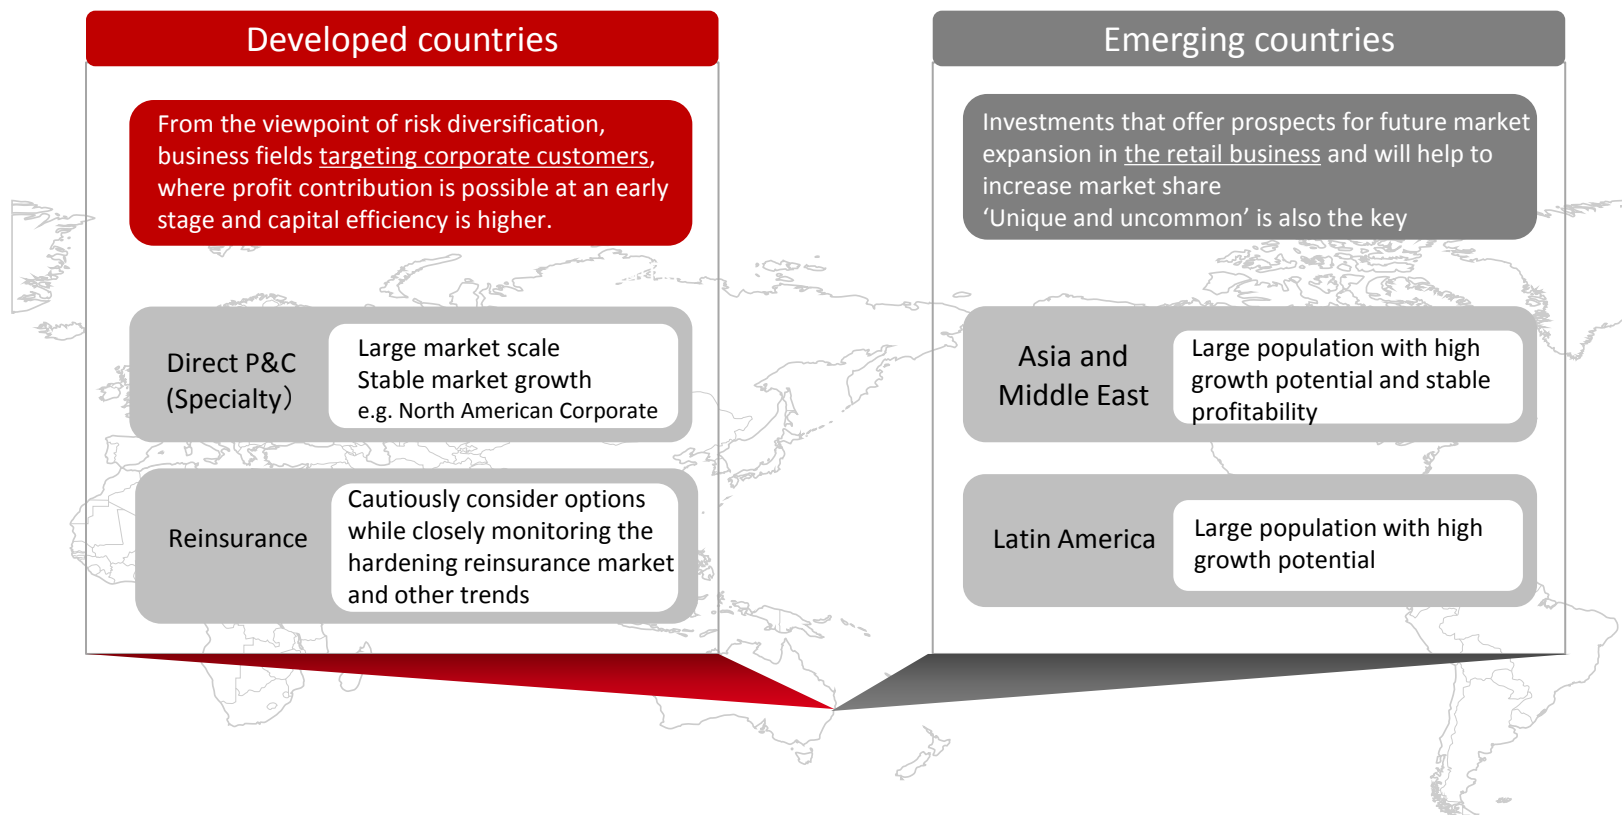 Developed countries
From the viewpoint of risk diversification,
business fields targeting corporate customers,
where profit contribution is possible at an early
stage and capital efficiency is higher.
Direct P&C
(Specialty）
Large market scale
Stable market growth
e.g. North American Corporate
Reinsurance
Cautiously consider options
while closely monitoring the
hardening reinsurance market
and other trends
Emerging countries
Investments that offer prospects for future market
expansion in the retail business and will help to
increase market share
‘Unique and uncommon’ is also the key
Asia and
Middle East
Large population with high
growth potential and stable
profitability
Latin America
Large population with high
growth potential